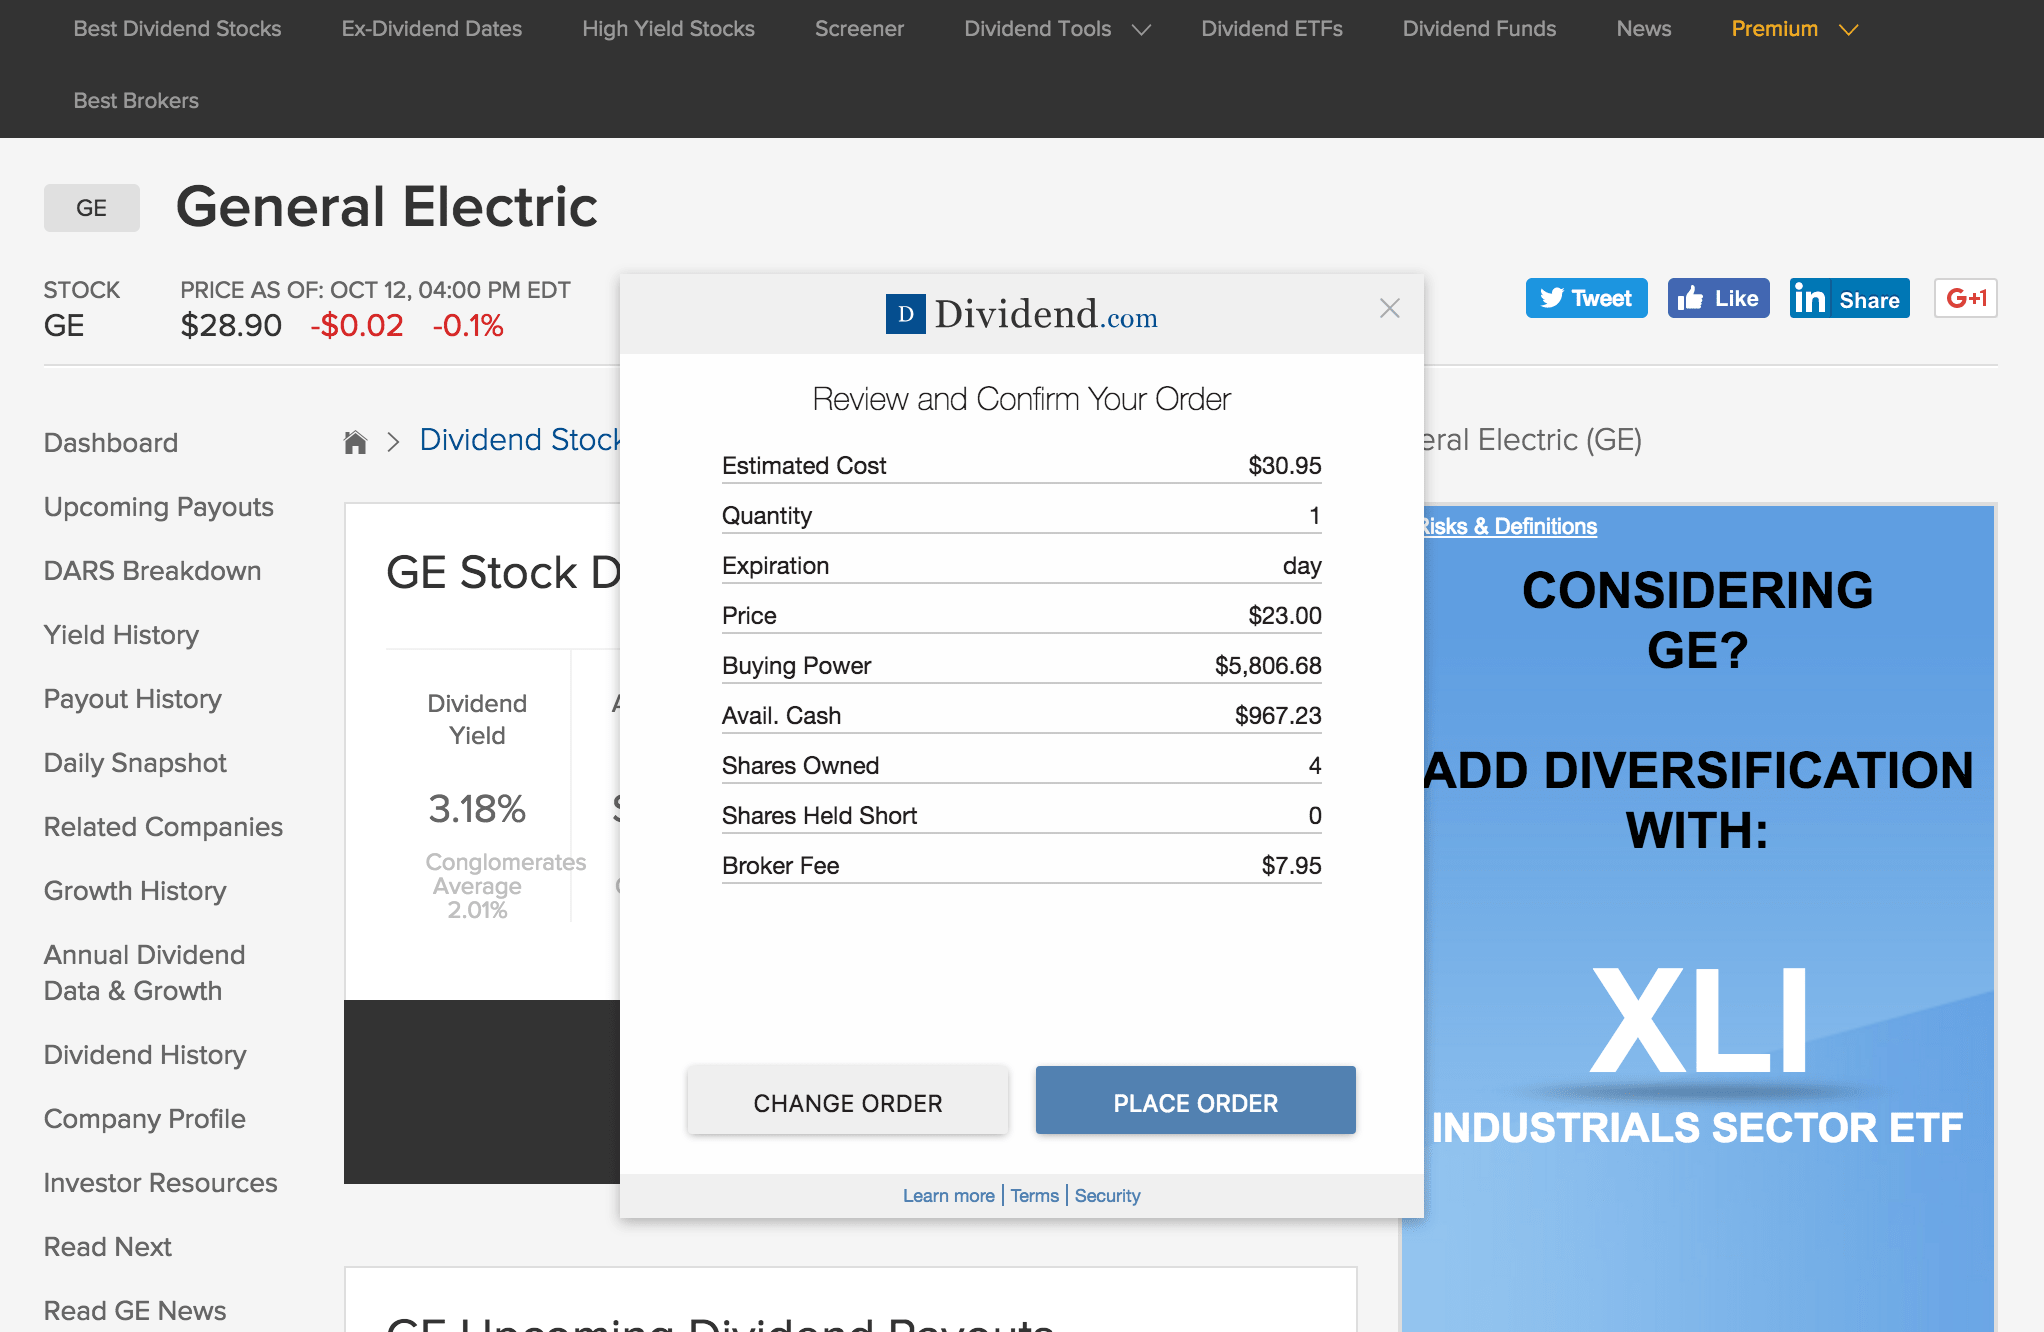 Best Dividend Stocks Ex-Dividend Dates High Yield Stocks Screener Dividend Tools Dividend ETFs Dividend Funds News Premium
Best Brokers
GE General Electric
STOCK PRICE AS OF: OCT 12, 04:00 PM EDT
GE $28.90 -$0.02 -0.1%
Tweet Like in Share G+1
Dashboard
Upcoming Payouts
DARS Breakdown
Yield History
Payout History
Daily Snapshot
Related Companies
Growth History
Annual Dividend
Data & Growth
Dividend History
Company Profile
Investor Resources
Read Next
Read GE News
Dividend Stock
eral Electric (GE)
GE Stock D
Dividend
Yield
3.18%
Conglomerates
Average
2.01%
D Dividend.com
Review and Confirm Your Order
Estimated Cost $30.95
Quantity 1
Expiration day
Price $23.00
Buying Power $5,806.68
Avail. Cash $967.23
Shares Owned 4
Shares Held Short 0
Broker Fee $7.95
CHANGE ORDER PLACE ORDER
Learn more | Terms | Security
Risks & Definitions
CONSIDERING
GE?
ADD DIVERSIFICATION
WITH:
XLI
INDUSTRIALS SECTOR ETF
GE Upcoming Dividend Payouts